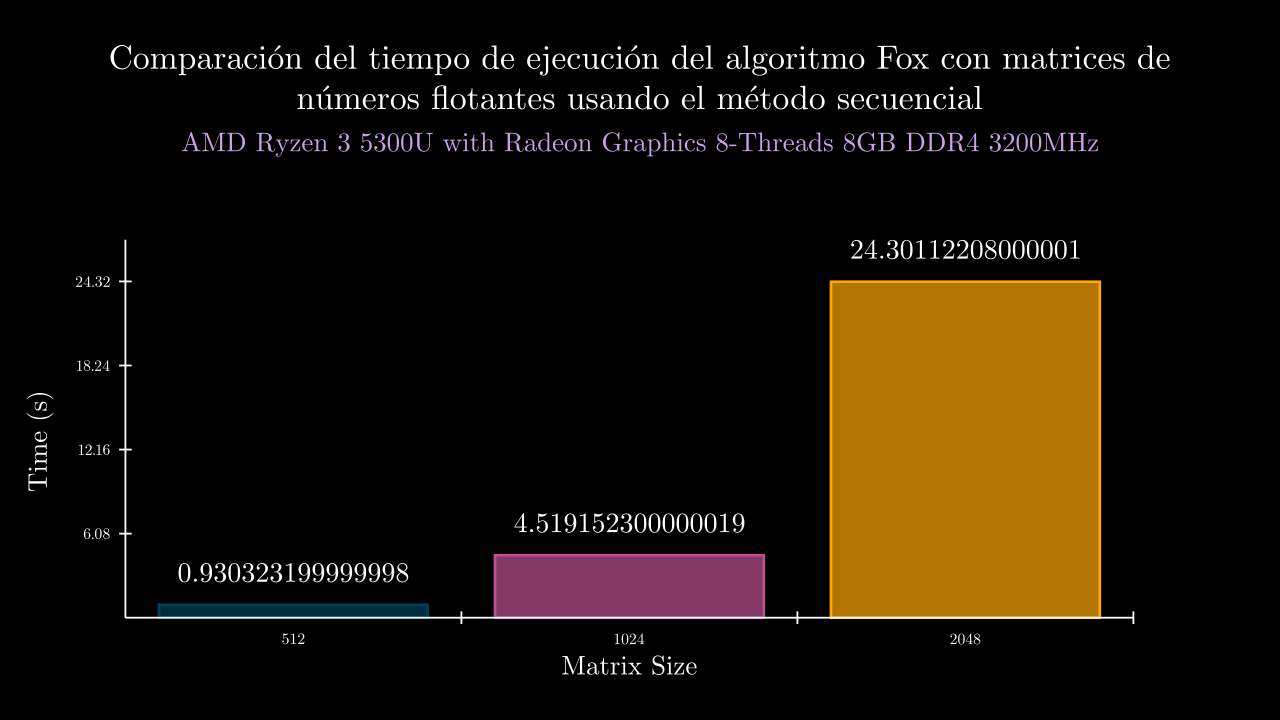 Comparación del tiempo de ejecución del algoritmo Fox con matrices de
números flotantes usando el método secuencial
AMD Ryzen 3 5300U with Radeon Graphics 8-Threads 8GB DDR4 3200MHz
24.30112208000001
24.32
18.24
12.16
Time (s)
4.519152300000019
6.08
0.930323199999998
512
1024
2048
Matrix Size